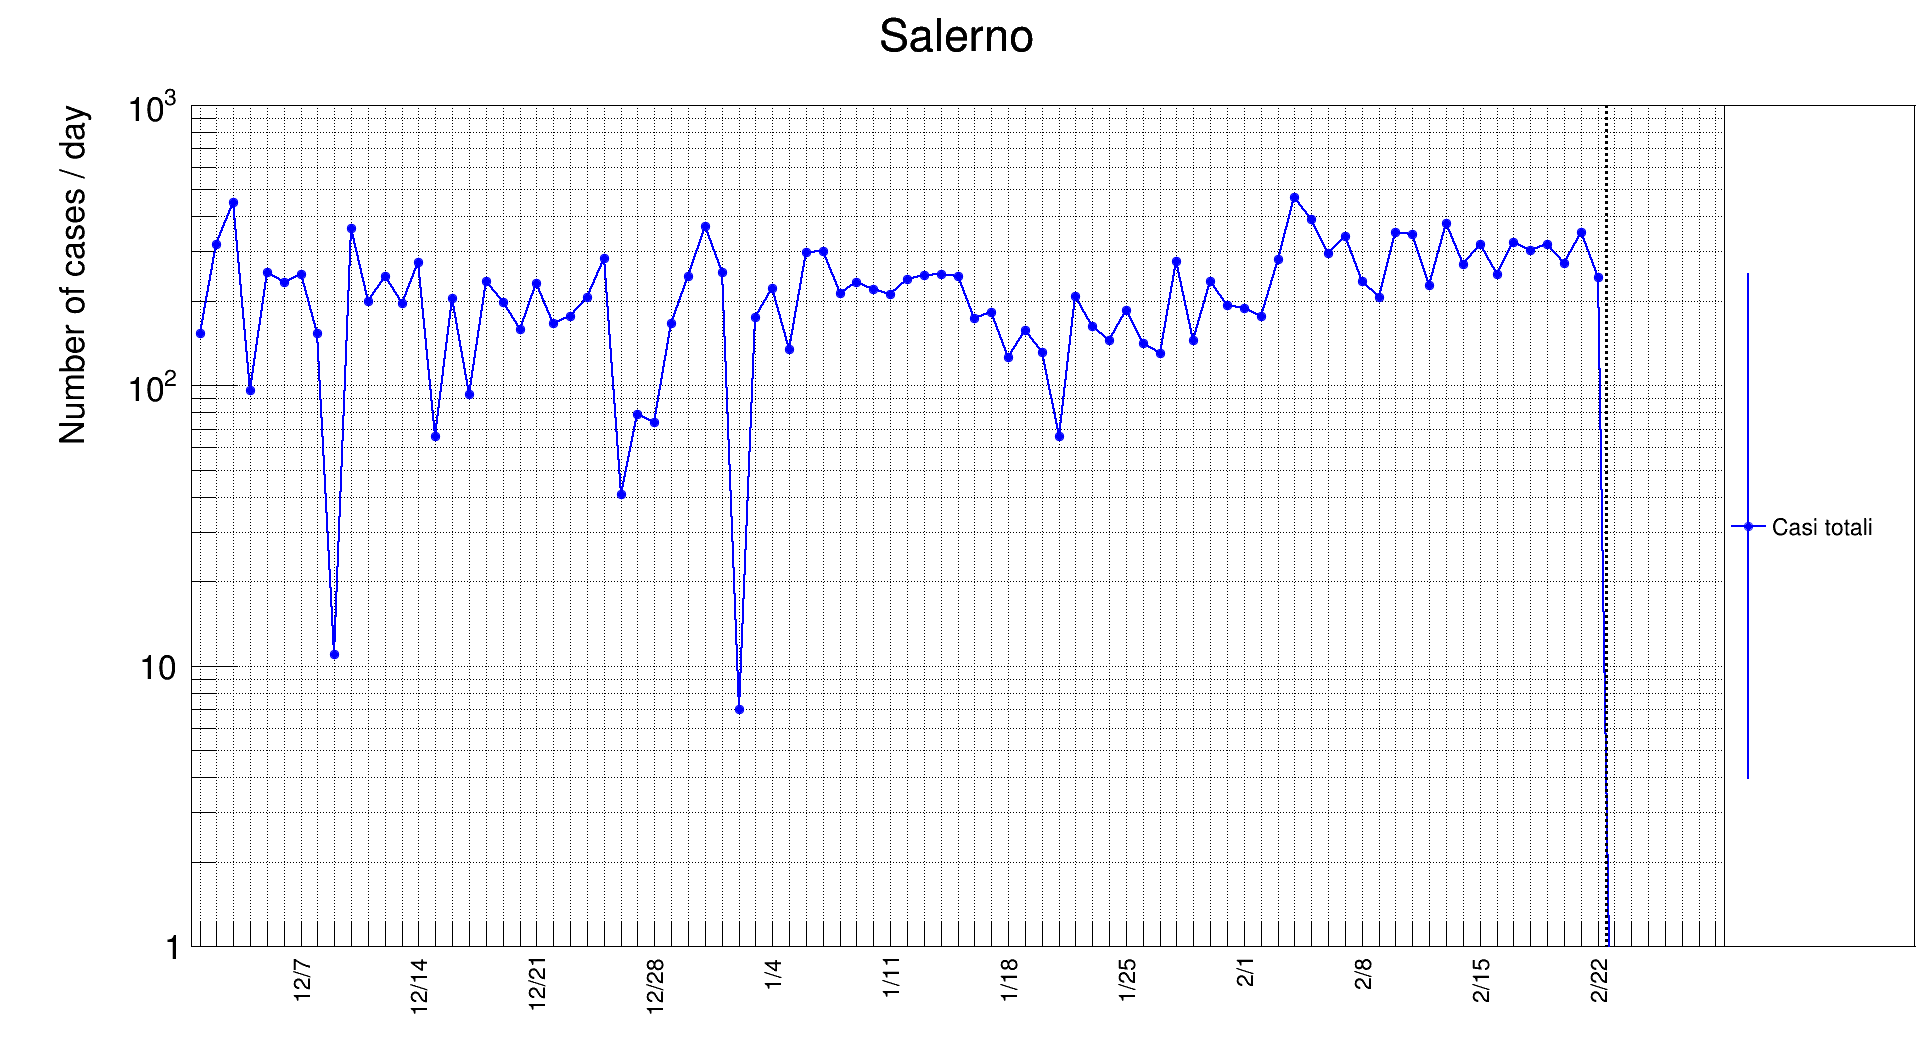 Salerno
Number of cases / day
10³
10²
10
1
12/7 12/14 12/21 12/28 1/4 1/11 1/18 1/25 2/1 2/8 2/15 2/22
Casi totali